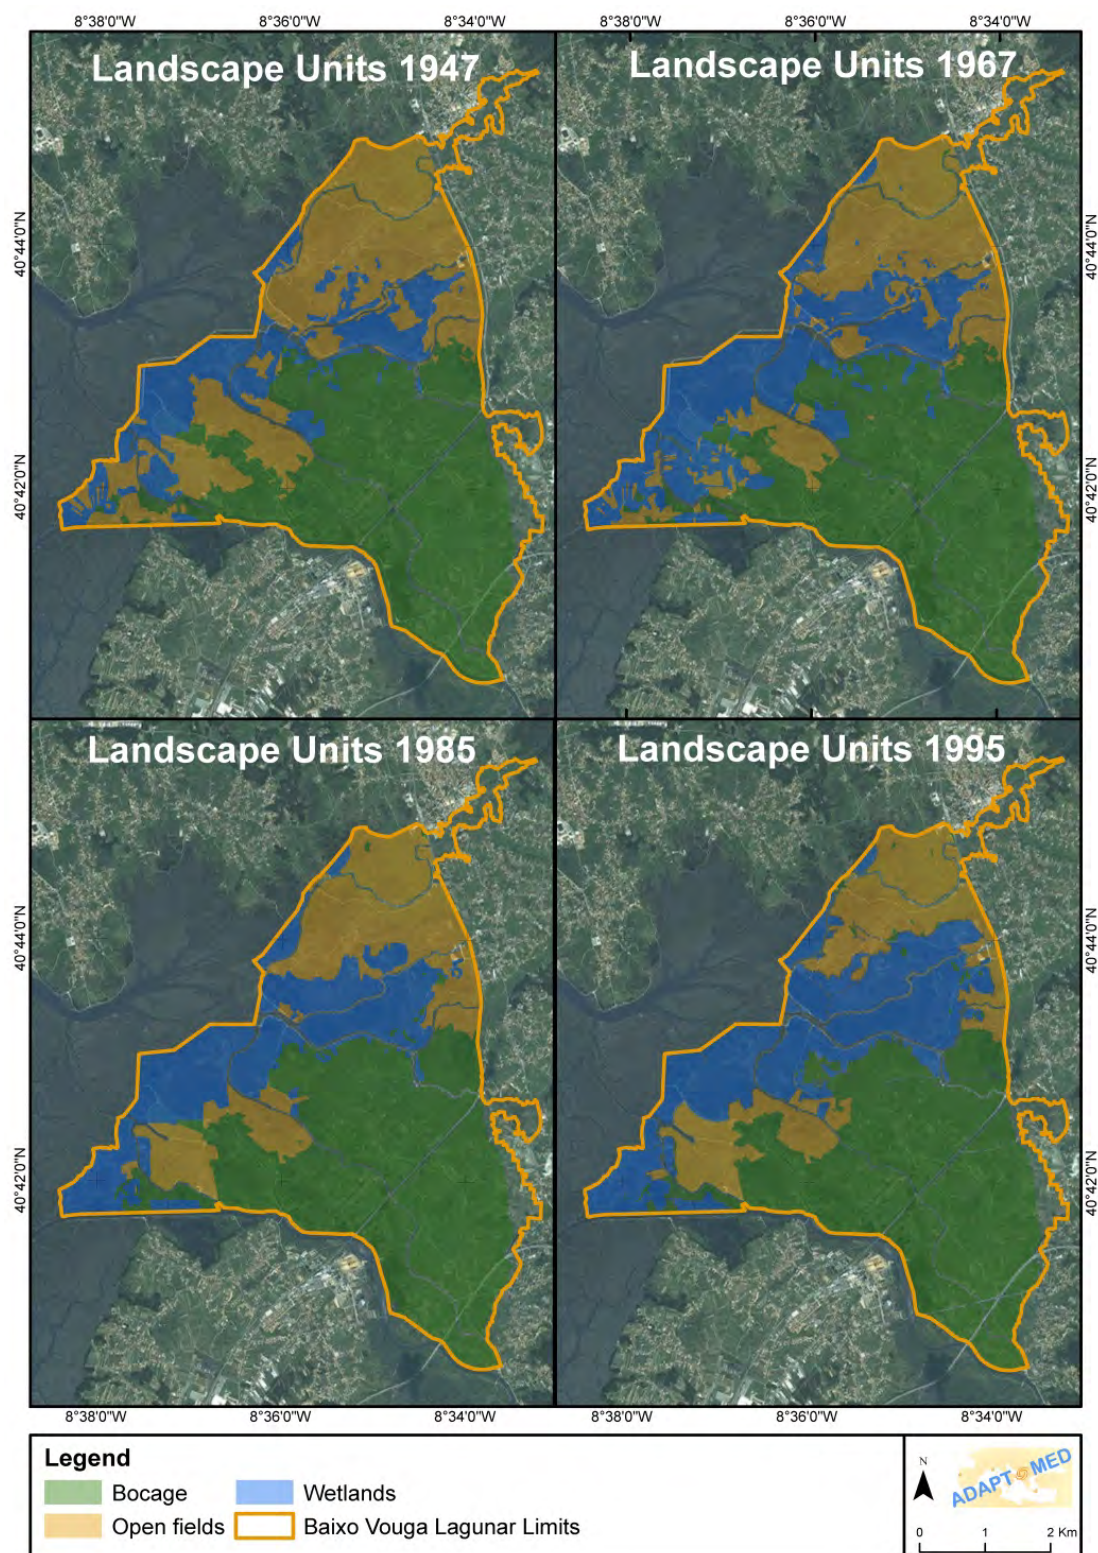 8°38'0"W 8°36'0"W 8°34'0"W 8°38'0"W 8°36'0"W 8°34'0"W
Landscape Units 1947 Landscape Units 1967
40°44'0"N 40°44'0"N
40°42'0"N 40°42'0"N
Landscape Units 1985 Landscape Units 1995
40°44'0"N 40°44'0"N
40°42'0"N 40°42'0"N
8°38'0"W 8°36'0"W 8°34'0"W 8°38'0"W 8°36'0"W 8°34'0"W
Legend
Bocage Wetlands
Open fields Baixo Vouga Lagunar Limits
N
ADAPT@MED
0 1 2 Km